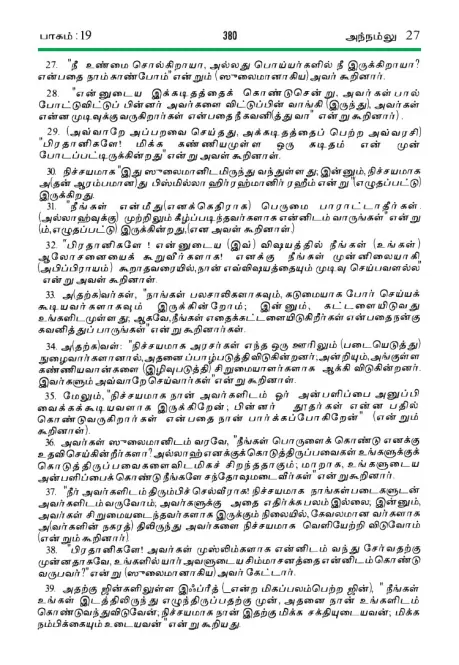 பாகம் : 19 380 அந்நம்லு 27
27. "நீ உண்மை சொல்கிறாயா, அல்லது பொய்யர்களில் நீ இருக்கிறாயா?
என்பதை நாம் காண்போம்" என்றும் (ஸுலைமானாகிய) அவர் கூறினார்.
28. "என்னுடைய இக்கடிதத்தைக் கொண்டுசென்று, அவர்கள்பால்
போட்டுவிட்டுப் பின்னர் அவர்களை விட்டுப்பின் வாங்கி (இருந்து), அவர்கள்
என்ன முடிவுக்கு வருகிறார்கள் என்பதை நீ கவனி(த்து வா" என்று கூறினார்).
29. (அவ்வாறே அப்பறவை செய்தது, அக்கடிதத்தைப் பெற்ற அவ்வரசி)
"பிரதானிகளே! மிக்க கண்ணியமுள்ள ஒரு கடிதம் என் முன்
போடப்பட்டிருக்கின்றது" என்று அவள் கூறினாள்.
30. நிச்சயமாக "இது ஸுலைமானிடமிருந்து வந்துள்ளது; இன்னும், நிச்சயமாக
அ(தன் ஆரம்பமான)து பிஸ்மில்லா ஹிர்ரஹ்மானிர் ரஹீம் என்று "(எழுதப்பட்டு)
இருக்கிறது.
31. "நீங்கள் என்மீது(எனக்கெதிராக) பெருமை பாராட்டாதீர்கள்.
(அல்லாஹ்வுக்கு) முற்றிலும் கீழ்ப்படிந்தவர்களாக என்னிடம் வாருங்கள்" என்று
(ம், எழுதப்பட்டு) இருக்கின்றது, (என அவள் கூறினாள்.)
32. "பிரதானிகளே ! என்னுடைய (இவ்) விஷயத்தில் நீங்கள் (உங்கள்)
ஆலோசனையைக் கூறுவீர்களாக! எனக்கு நீங்கள் முன்னிலையாகி
(அபிப்பிராயம்) கூறாதவரையில், நான் எவ்விஷயத்தையும் முடிவு செய்பவளல்ல"
என்று அவள் கூறினாள்.
33. அ(தற்க)வர்கள், "நாங்கள் பலசாலிகளாகவும், கடுமையாக போர் செய்யக்
கூடியவர்களாகவும் இருக்கின்றோம்; இன்னும், கட்டளையிடுவது
உங்களிடமுள்ளது; ஆகவே, நீங்கள் எதைக்கட்டளையிடுகிறீர்கள் என்பதை நன்கு
கவனித்துப் பாருங்கள்" என்று கூறினார்கள்.
34. அ(தற்க)வள்: "நிச்சயமாக அரசர்கள் எந்த ஒரு ஊரிலும் (படையெடுத்து)
நுழைவார்களானால், அதனை பாழ்படுத்தி விடுகின்றனர்; அன்றியும், அங்குள்ள
கண்ணியவான்களை (இழிவுபடுத்தி) சிறுமையாளர்களாக ஆக்கி விடுகின்றனர்.
இவர்களும் அவ்வாறே செய்வார்கள்" என்று கூறினாள்.
35. மேலும், "நிச்சயமாக நான் அவர்களிடம் ஓர் அன்பளிப்பை அனுப்பி
வைக்கக்கூடியவளாக இருக்கிறேன்; பின்னர் தூதர்கள் என்ன பதில்
கொண்டுவருகிறார்கள் என்பதை நான் பார்க்கப்போகிறேன்" (என்றும்
கூறினாள்).
36. அவர்கள் ஸுலைமானிடம் வரவே, "நீங்கள் பொருளைக் கொண்டு எனக்கு
உதவி செய்கின்றீர்களா? அல்லாஹ் எனக்குக் கொடுத்திருப்பவைகள் உங்களுக்குக்
கொடுத்திருப்பவைகளைவிடமிகச் சிறந்ததாகும்; மாறாக, உங்களுடைய
அன்பளிப்பைக் கொண்டு நீங்களே சந்தோஷமடைவீர்கள்" என்று கூறினார்.
37. "நீர் அவர்களிடம் திரும்பிச் செல்வீராக! நிச்சயமாக நாங்கள் படைகளுடன்
அவர்களிடம் வருவோம்; அவர்களுக்கு அதை எதிர்க்க பலம் இல்லை, இன்னும்,
அவர்கள் சிறுமையடைந்தவர்களாக இருக்கும் நிலையில், கேவலமானவர்களாக
அ(வர்களின் நகரத்)திலிருந்து அவர்களை நிச்சயமாக வெளியேற்றி விடுவோம்
(என்றும் கூறினார்).
38. "பிரதானிகளே! அவர்கள் முஸ்லிம்களாக என்னிடம் வந்து சேர்வதற்கு
முன்னதாகவே, உங்களில் யார் அவளுடைய சிம்மாசனத்தை என்னிடம் கொண்டு
வருபவர்?" என்று (ஸுலைமானாகிய) அவர் கேட்டார்.
39. அதற்கு ஜின்களிலுள்ள இஃப்ரீத் (_என்ற மிகப்பலம்பெற்ற ஜின்), " நீங்கள்
உங்கள் இடத்திலிருந்து எழுந்திருப்பதற்கு முன், அதனை நான் உங்களிடம்
கொண்டுவந்துவிடுவேன்; நிச்சயமாக நான் இதற்கு மிக்க சக்தியுடையவன்; மிக்க
நம்பிக்கையும் உடையவன்" என்று கூறியது.